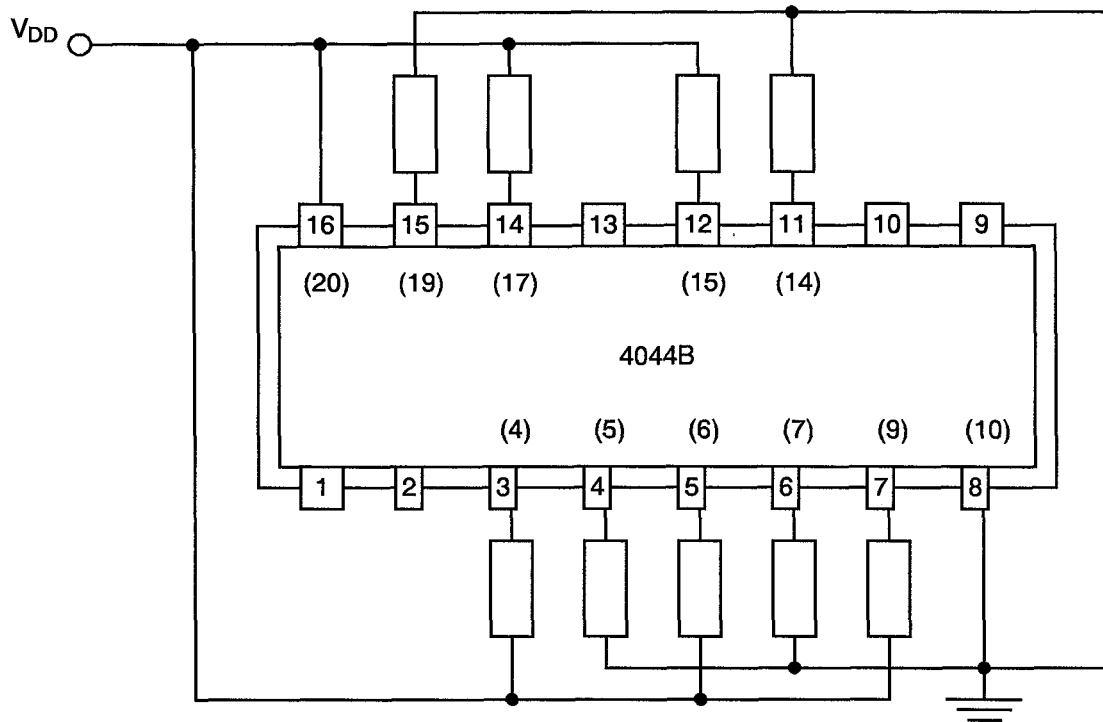 VDD
16 15 14 13 12 11 10 9
(20) (19) (17) (15) (14)
4044B
(4) (5) (6) (7) (9) (10)
1 2 3 4 5 6 7 8